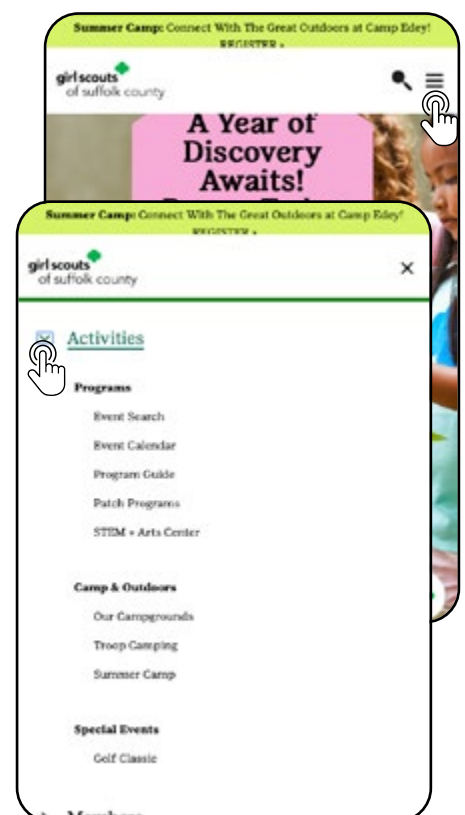 Summer Camp: Connect With The Great Outdoors at Camp Edey!
REGISTER »
girl scouts
of suffolk county
A Year of
Discovery
Awaits!
Summer Camp: Connect With The Great Outdoors at Camp Edey!
REGISTER »
girl scouts
of suffolk county
Activities
Programs
Event Search
Event Calendar
Program Guide
Patch Programs
STEM + Arts Center
Camp & Outdoors
Our Campgrounds
Troop Camping
Summer Camp
Special Events
Golf Classic
Members